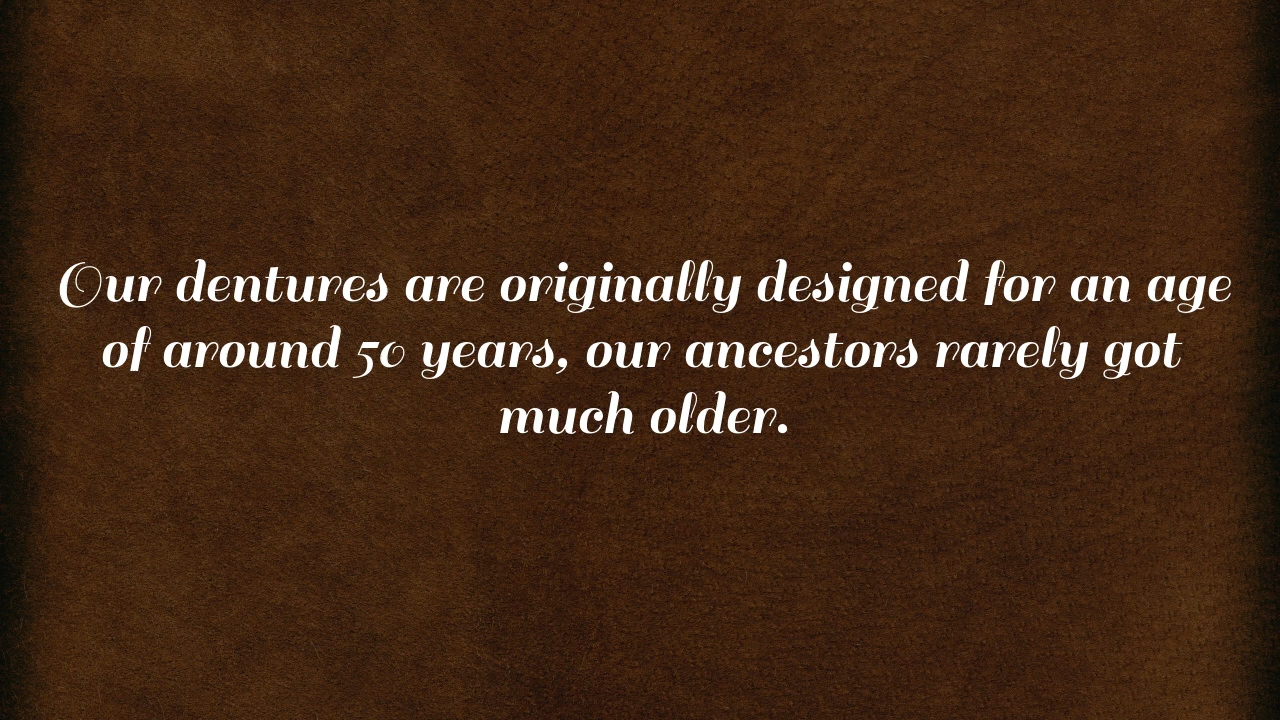 Our dentures are originally designed for an age
of around 50 years, our ancestors rarely got
much older.